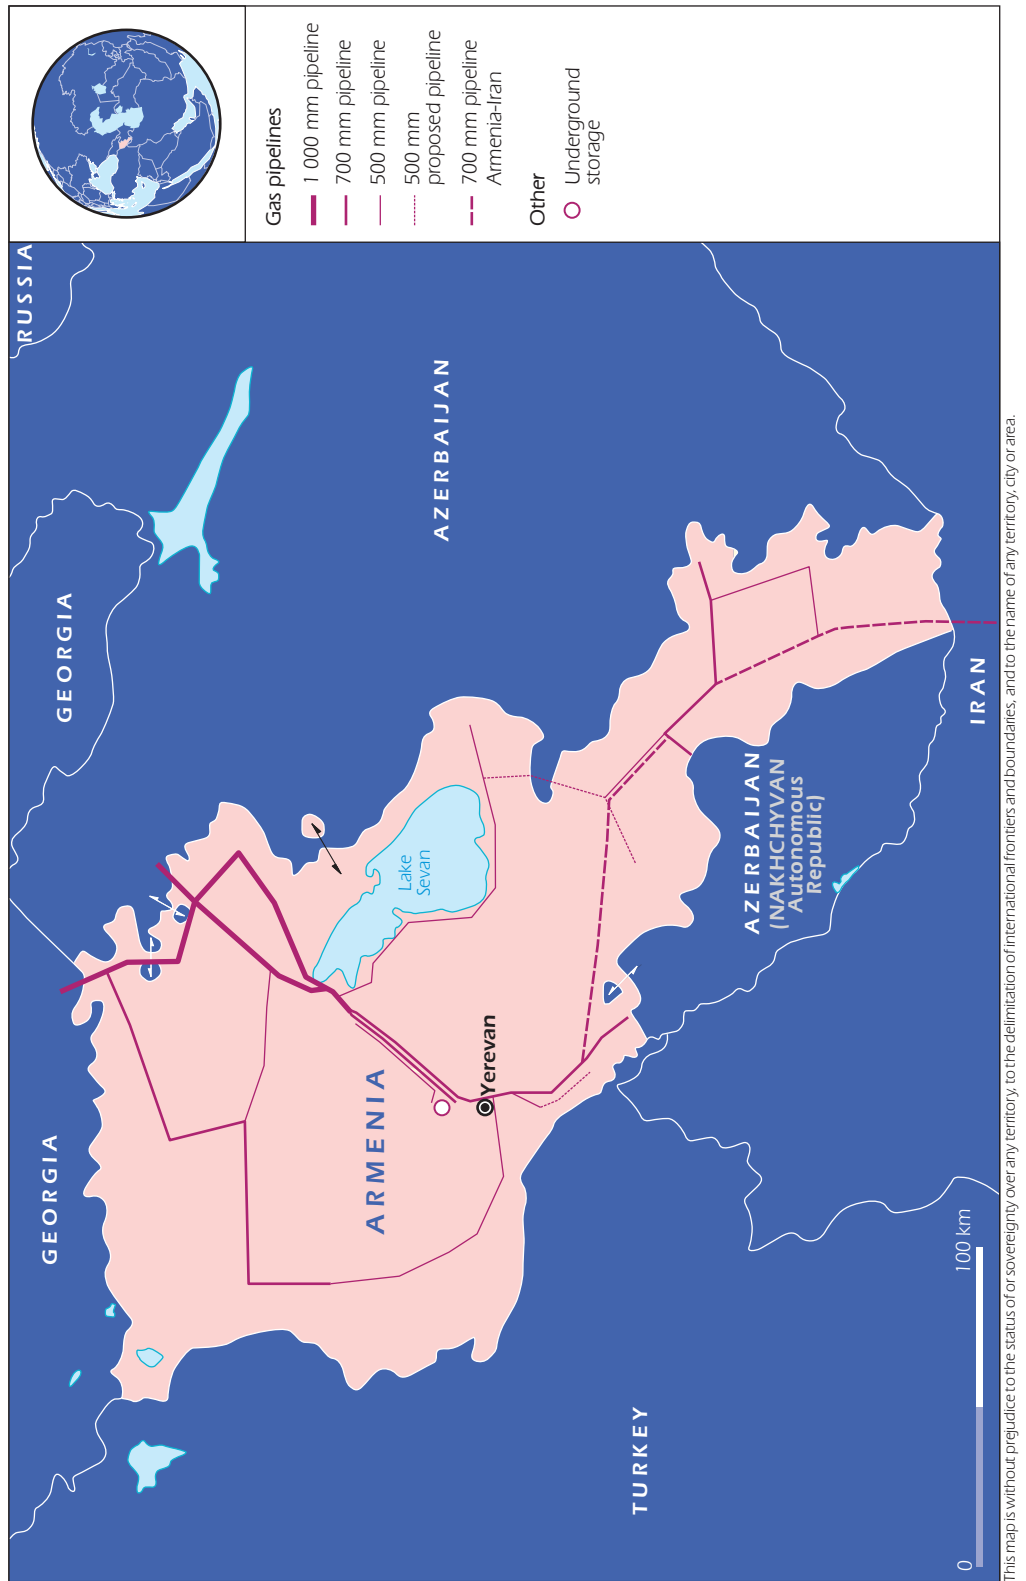 Gas pipelines
1 000 mm pipeline
700 mm pipeline
500 mm pipeline
500 mm
proposed pipeline
700 mm pipeline
Armenia-Iran
Other
Underground
storage
RUSSIA
GEORGIA
GEORGIA
AZERBAIJAN
ARMENIA
Lake
Sevan
Yerevan
AZERBAIJAN
(NAKHCHYVAN
Autonomous
Republic)
IRAN
TURKEY
0
100 km
This map is without prejudice to the status of or sovereignty over any territory, to the delimitation of international frontiers and boundaries, and to the name of any territory, city or area.